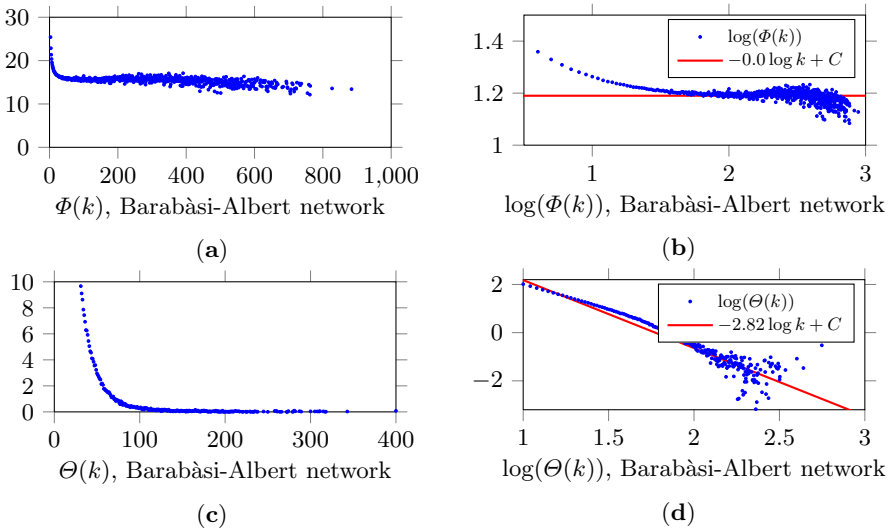 30
20
10
0
0 200 400 600 800 1,000
Φ(k), Barabàsi-Albert network
(a)
1.4
1.2
1
1 2 3
log(Φ(k))
−0.0 log k + C
log(Φ(k)), Barabàsi-Albert network
(b)
10
8
6
4
2
0
0 100 200 300 400
Θ(k), Barabàsi-Albert network
(c)
2
0
−2
1 1.5 2 2.5 3
log(Θ(k))
−2.82 log k + C
log(Θ(k)), Barabàsi-Albert network
(d)